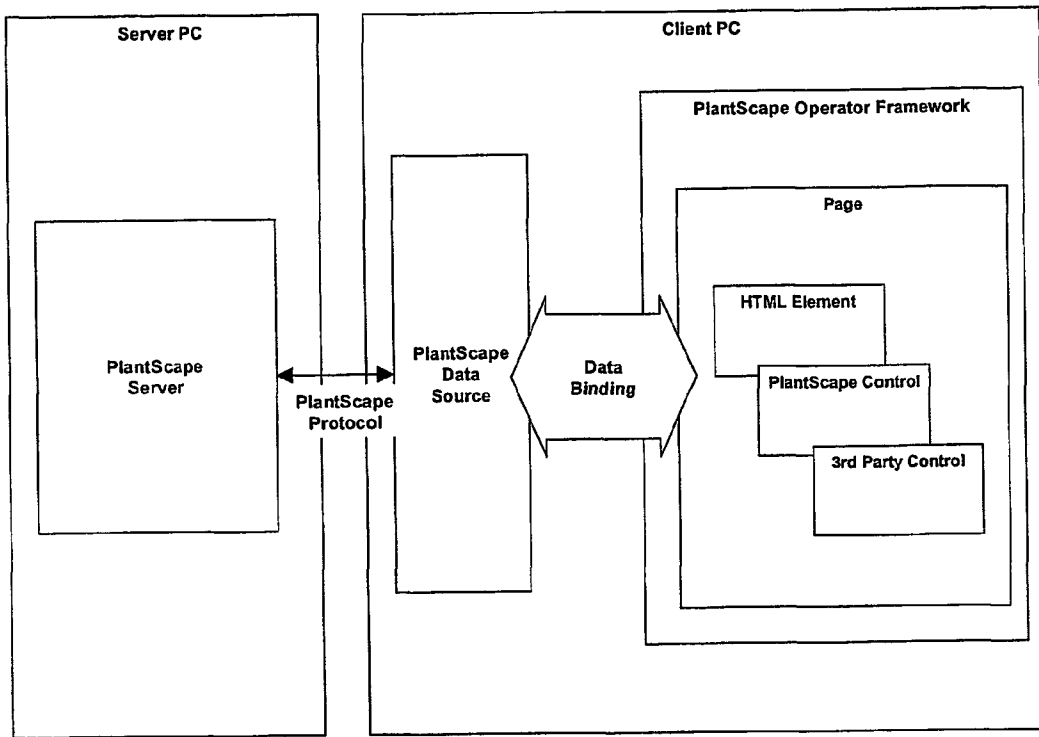 Server PC
Client PC
PlantScape Operator Framework
Page
HTML Element
PlantScape Control
3rd Party Control
PlantScape
Server
PlantScape
Protocol
PlantScape
Data
Source
Data
Binding